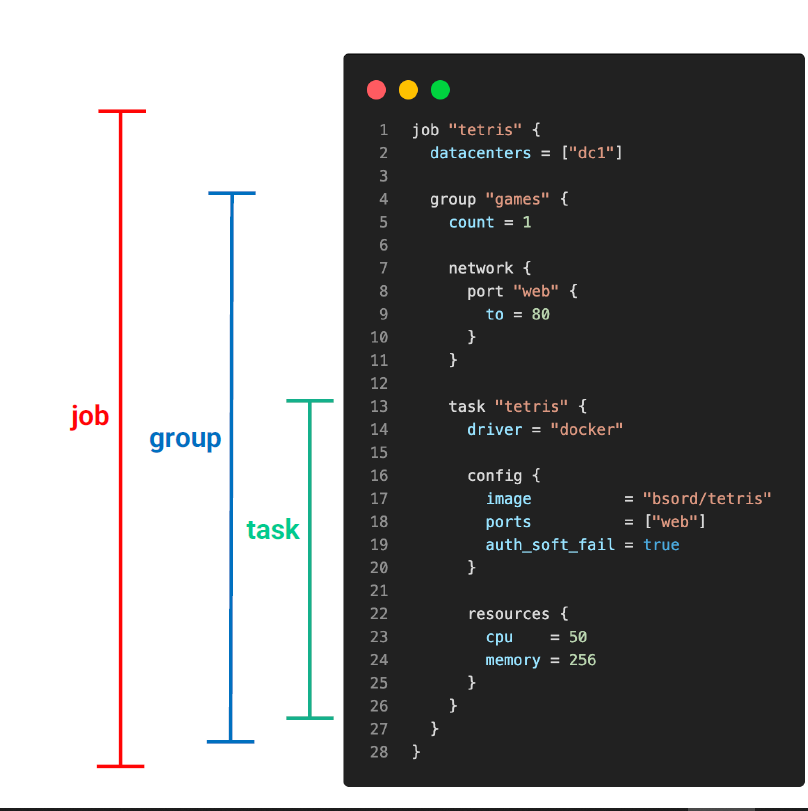 job
group
task
1 job "tetris" {
2   datacenters = ["dc1"]
3
4   group "games" {
5     count = 1
6
7     network {
8       port "web" {
9         to = 80
10       }
11     }
12
13     task "tetris" {
14       driver = "docker"
15
16       config {
17         image          = "bsord/tetris"
18         ports          = ["web"]
19         auth_soft_fail = true
20       }
21
22       resources {
23         cpu    = 50
24         memory = 256
25       }
26     }
27   }
28 }